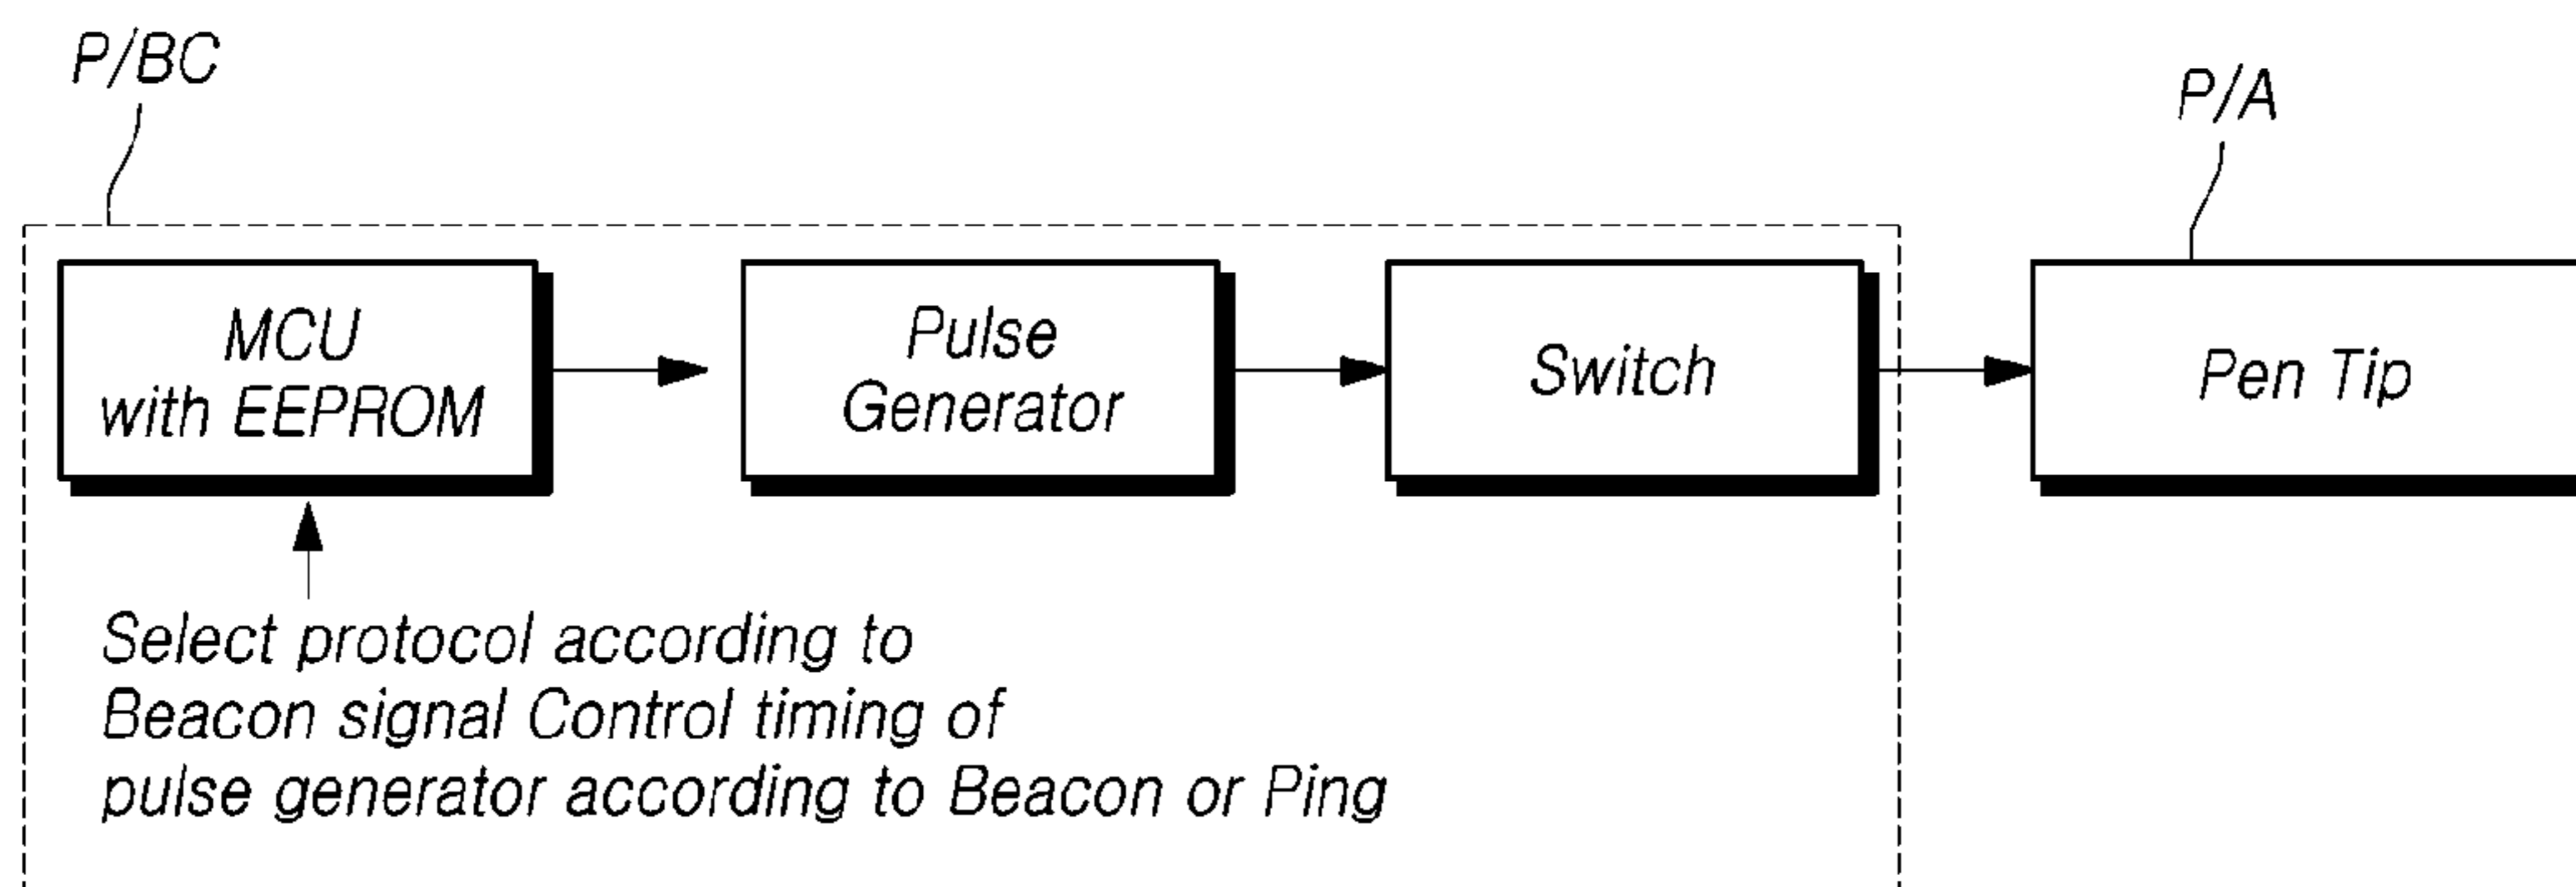 P/BC
P/A
MCU
with EEPROM
Pulse
Generator
Switch
Pen Tip
Select protocol according to
Beacon signal Control timing of
pulse generator according to Beacon or Ping